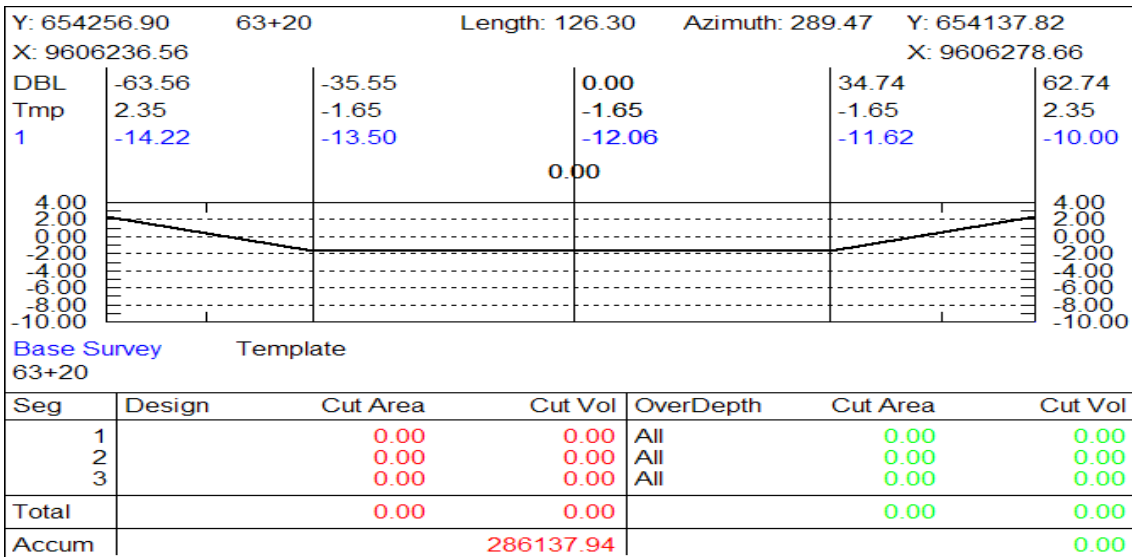 Y: 654256.90 63+20 Length: 126.30 Azimuth: 289.47 Y: 654137.82
X: 9606236.56 X: 9606278.66
DBL -63.56 -35.55 0.00 34.74 62.74
Tmp 2.35 -1.65 -1.65 -1.65 2.35
1 -14.22 -13.50 -12.06 -11.62 -10.00
0.00
4.00 4.00
2.00 2.00
0.00 0.00
-2.00 -2.00
-4.00 -4.00
-6.00 -6.00
-8.00 -8.00
-10.00 -10.00
Base Survey Template
63+20
Seg Design Cut Area Cut Vol OverDepth Cut Area Cut Vol
1 0.00 0.00 All 0.00 0.00
2 0.00 0.00 All 0.00 0.00
3 0.00 0.00 All 0.00 0.00
Total 0.00 0.00 0.00 0.00
Accum 286137.94 0.00